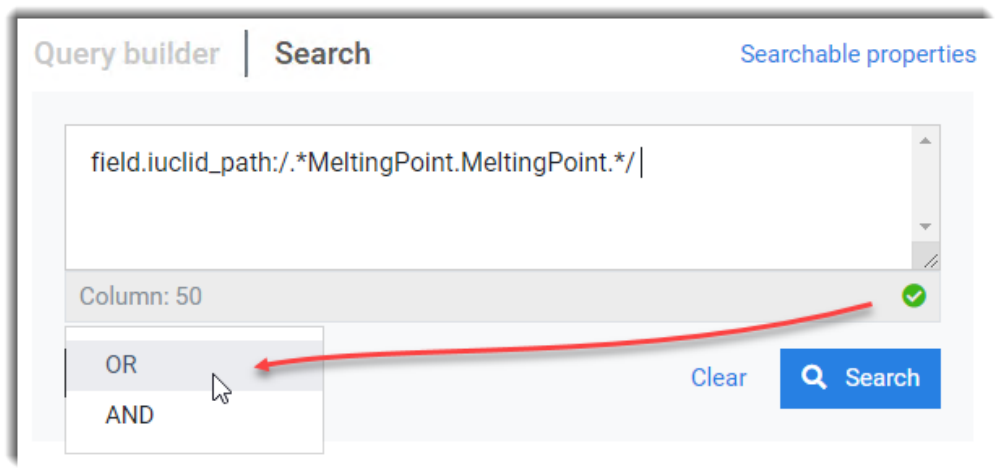 Query builder Search Searchable properties
field.iuclid_path:/.*MeltingPoint.MeltingPoint.*/
Column: 50
OR
Clear Search
AND